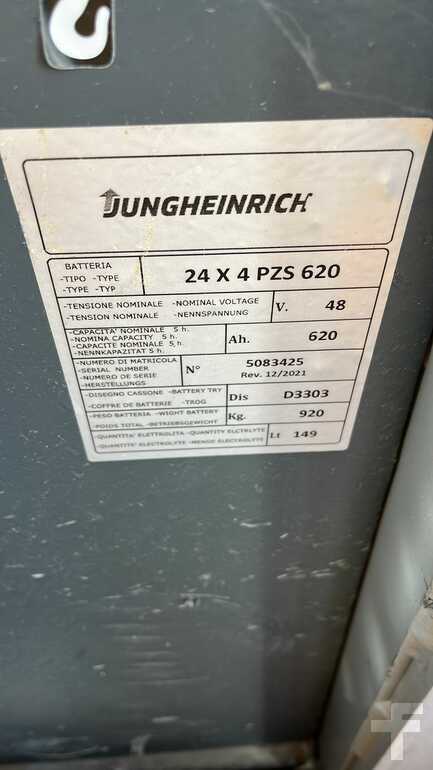 JUNGHEINRICH
BATTERIA
-TIPO -TYPE
-TYPE -TYP
24 X 4 PZS 620
-TENSIONE NOMINALE -NOMINAL VOLTAGE
-TENSION NOMINALE -NENNSPANNUNG
V. 48
-CAPACITA' NOMINALE 5 h.
-NOMINA CAPACITY 5 h.
-CAPACITE NOMINALE 5 h.
-NENNKAPAZITAT 5 h.
Ah. 620
-NUMERO DI MATRICOLA
-SERIAL NUMBER
-NUMERO DE SERIE
-HERSTELLUNGS
N° 5083425
Rev. 12/2021
-DISEGNO CASSONE -BATTERY TRY
-COFFRE DE BATTERIE -TROG
Dis D3303
-PESO BATTERIA -WIGHT BATTERY
-POIDS TOTAL -BETRIEBSGEWICHT
Kg. 920
-QUANTITA' ELETTROLITA -QUANTITY ELCTRLYTE
-QUANTITA' ELECTROLYTE -MENGE ELECTROLYT
Lt 149